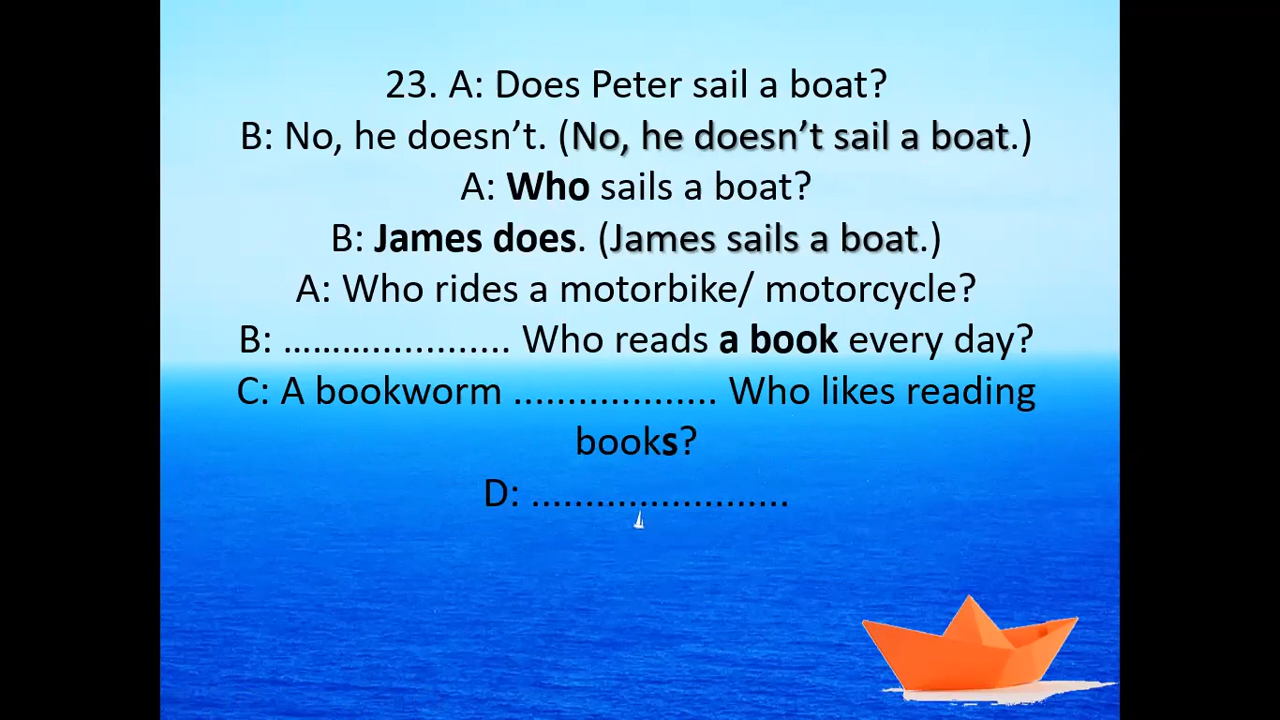 23. A: Does Peter sail a boat?
B: No, he doesn’t. (No, he doesn’t sail a boat.)
A: Who sails a boat?
B: James does. (James sails a boat.)
A: Who rides a motorbike/ motorcycle?
B: ………............. Who reads a book every day?
C: A bookworm ................... Who likes reading
books?
D: ........................